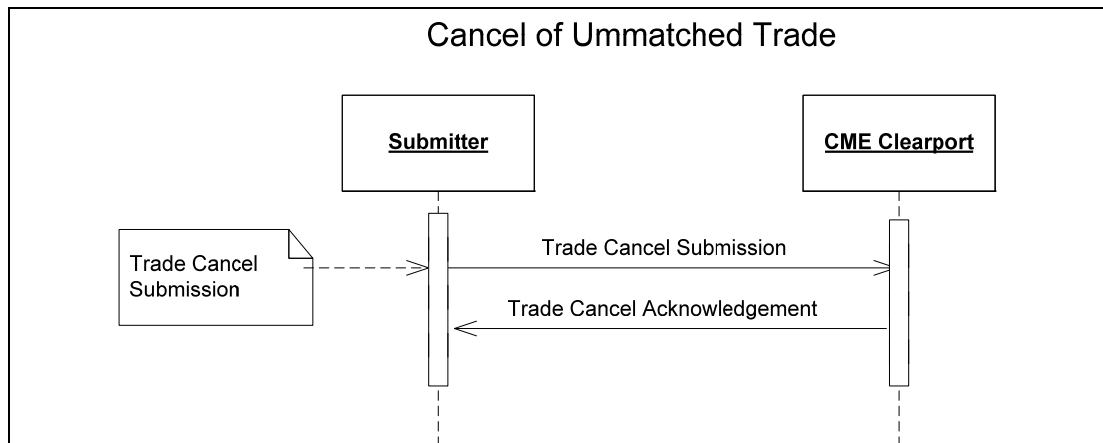 Cancel of Ummatched Trade
Submitter
CME Clearport
Trade Cancel Submission
Trade Cancel
Submission
Trade Cancel Acknowledgement